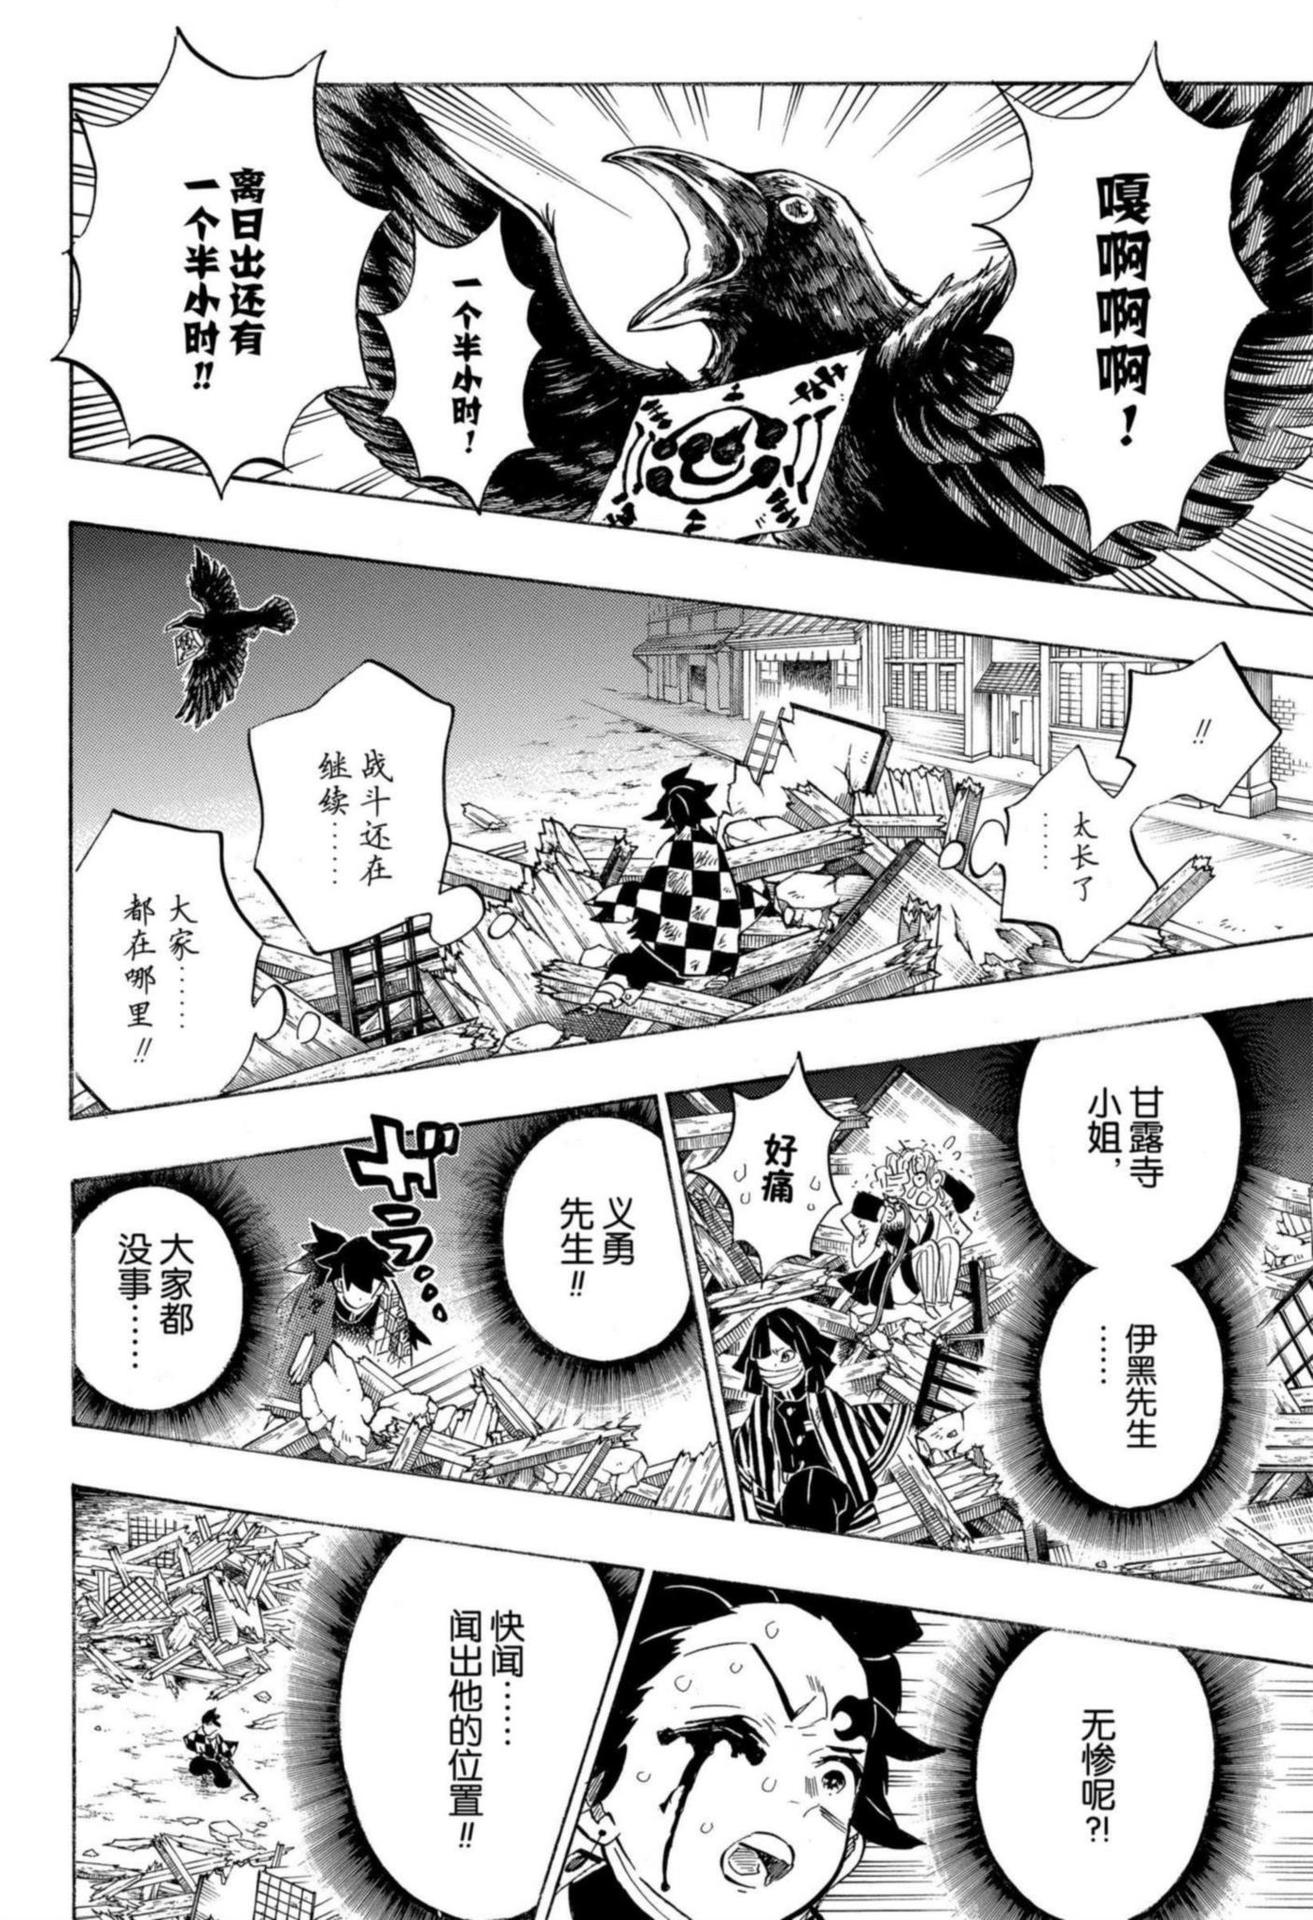 嘎啊啊啊啊！
一个半小时！
离日出还有
一个半小时!!
!!
太长了
……
战斗还在
继续……
大家……
都在哪里!!
甘露寺
小姐，
伊黑先生
……
好痛
义勇
先生!!
ボロ…
大家都
没事……
无惨呢?!
快闻……
闻出他的位置!!